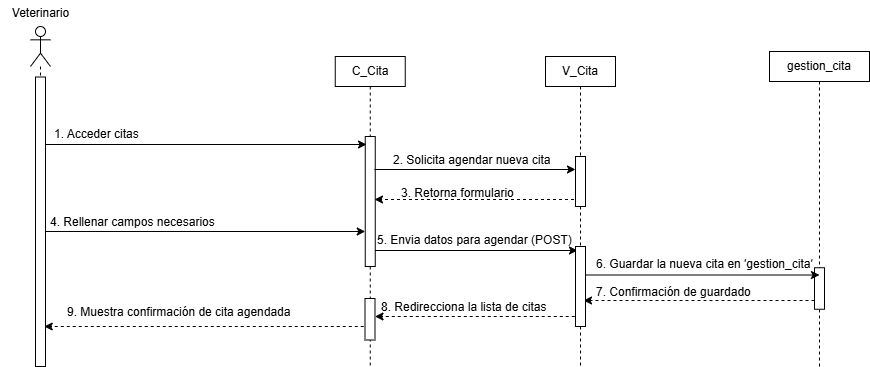 Veterinario
C_Cita
V_Cita
gestion_cita
1. Acceder citas
2. Solicita agendar nueva cita
3. Retorna formulario
4. Rellenar campos necesarios
5. Envia datos para agendar (POST)
6. Guardar la nueva cita en 'gestion_cita'
7. Confirmación de guardado
8. Redirecciona la lista de citas
9. Muestra confirmación de cita agendada